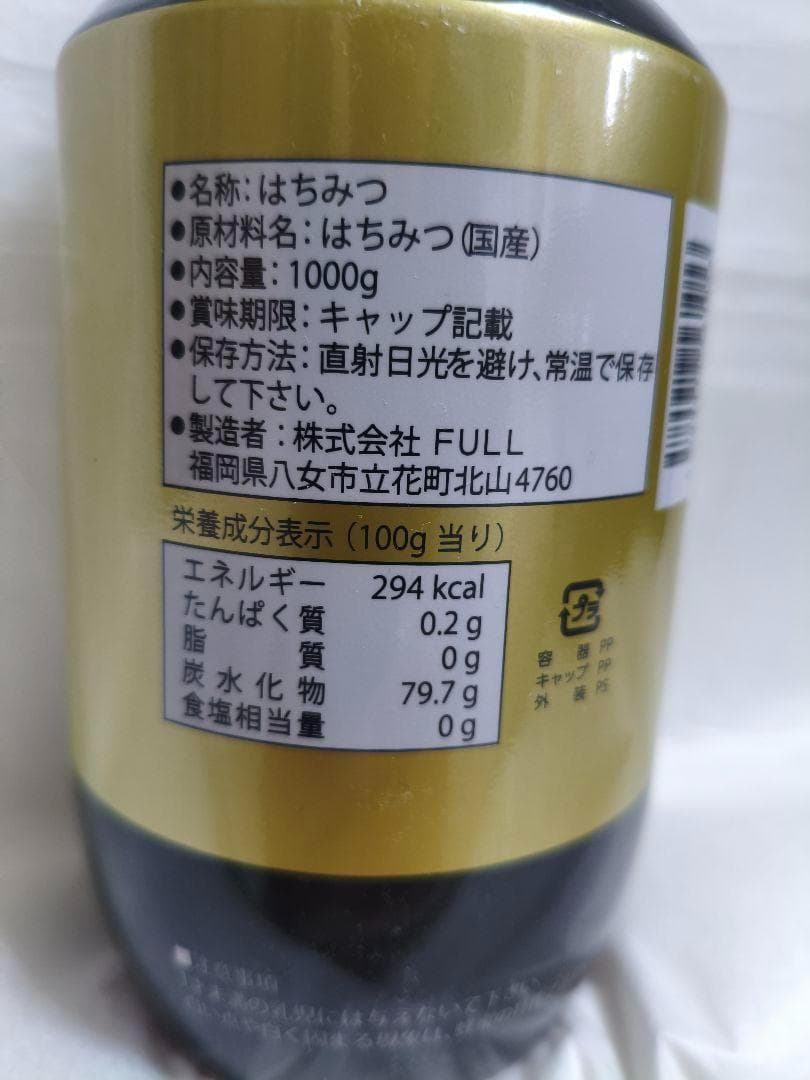 ●名称：はちみつ
●原材料名：はちみつ（国産）
●内容量：1000g
●賞味期限：キャップ記載
●保存方法：直射日光を避け、常温で保存
して下さい。
●製造者：株式会社 FULL
福岡県八女市立花町北山4760
栄養成分表示（100g 当り）
エネルギー 294 kcal
たんぱく質 0.2 g
脂質 0 g
炭水化物 79.7 g
食塩相当量 0 g
プラ
容器 PP
キャップ PP
外装 PS